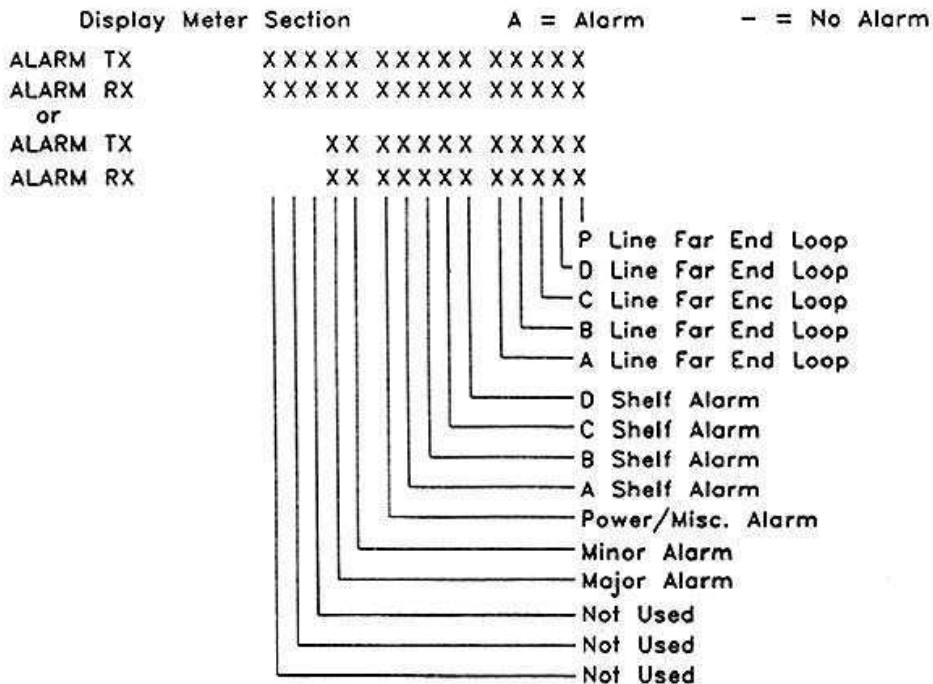 Display Meter Section A = Alarm - = No Alarm
ALARM TX XXXXX XXXXX XXXXX
ALARM RX XXXXX XXXXX XXXXX
or
ALARM TX XX XXXXX XXXXX
ALARM RX XX XXXXX XXXXX
P Line Far End Loop
D Line Far End Loop
C Line Far Enc Loop
B Line Far End Loop
A Line Far End Loop
D Shelf Alarm
C Shelf Alarm
B Shelf Alarm
A Shelf Alarm
Power/Misc. Alarm
Minor Alarm
Major Alarm
Not Used
Not Used
Not Used